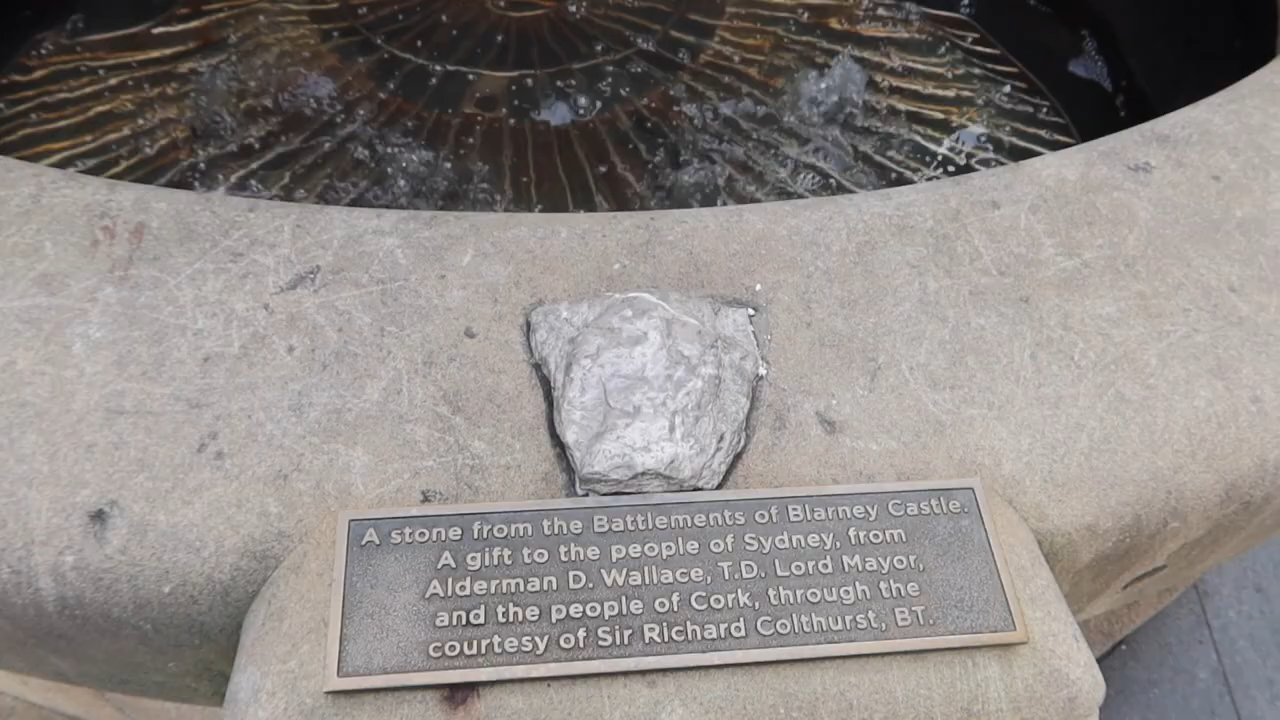 A stone from the Battlements of Blarney Castle.
A gift to the people of Sydney, from
Alderman D. Wallace, T.D. Lord Mayor,
and the people of Cork, through the
courtesy of Sir Richard Colthurst, BT.